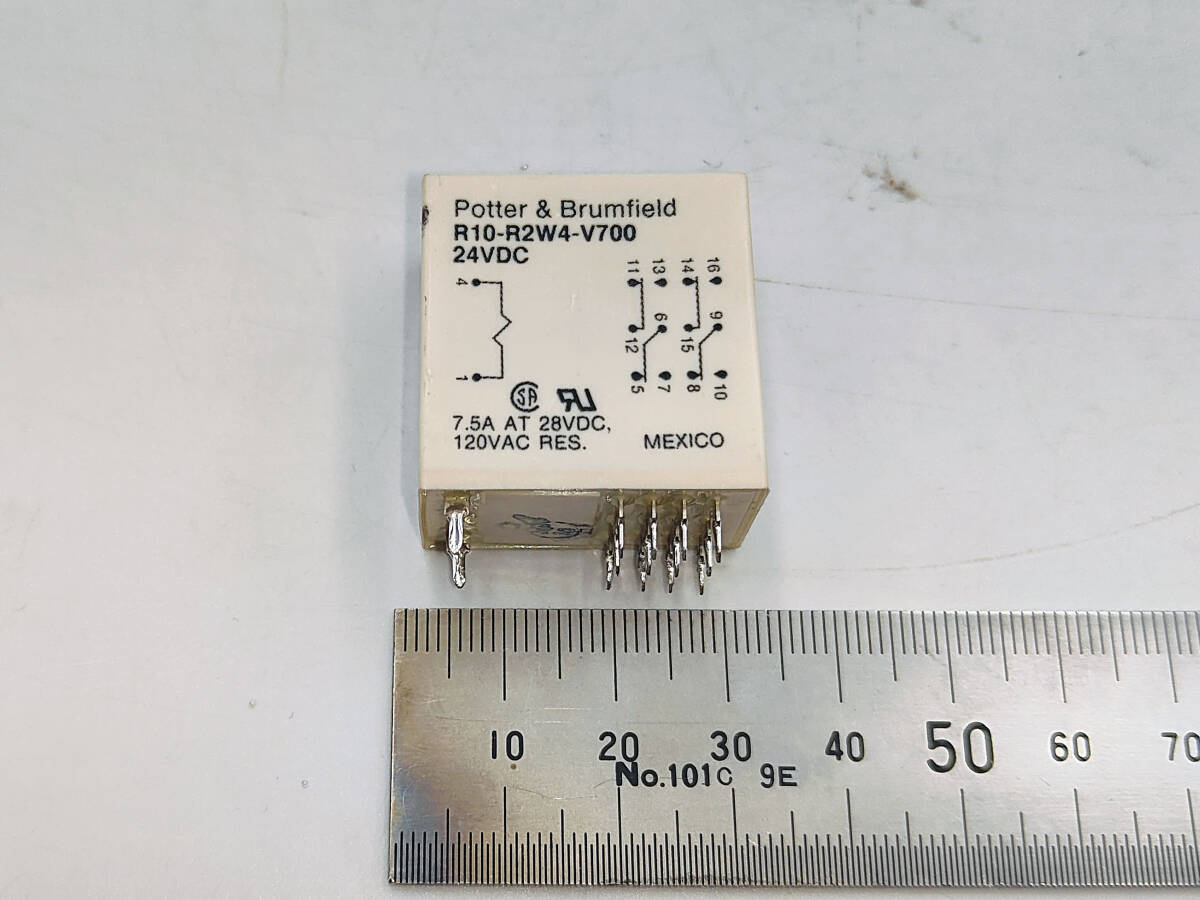 Potter & Brumfield
R10-R2W4-V700
24VDC
4
11 13 14 16
6 9
12 15
1
5 7 8 10
SA
7.5A AT 28VDC,
120VAC RES.
MEXICO
10 20 30 40 50 60 70
No.101C 9E